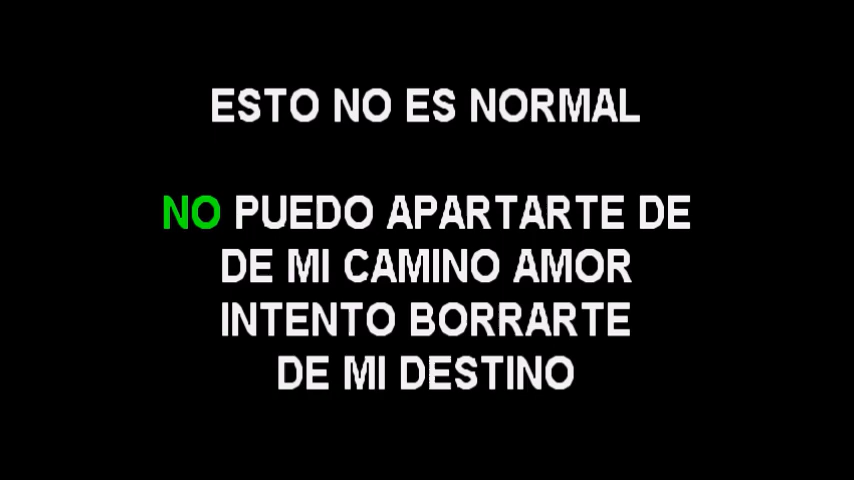 ESTO NO ES NORMAL
NO PUEDO APARTARTE DE
DE MI CAMINO AMOR
INTENTO BORRARTE
DE MI DESTINO